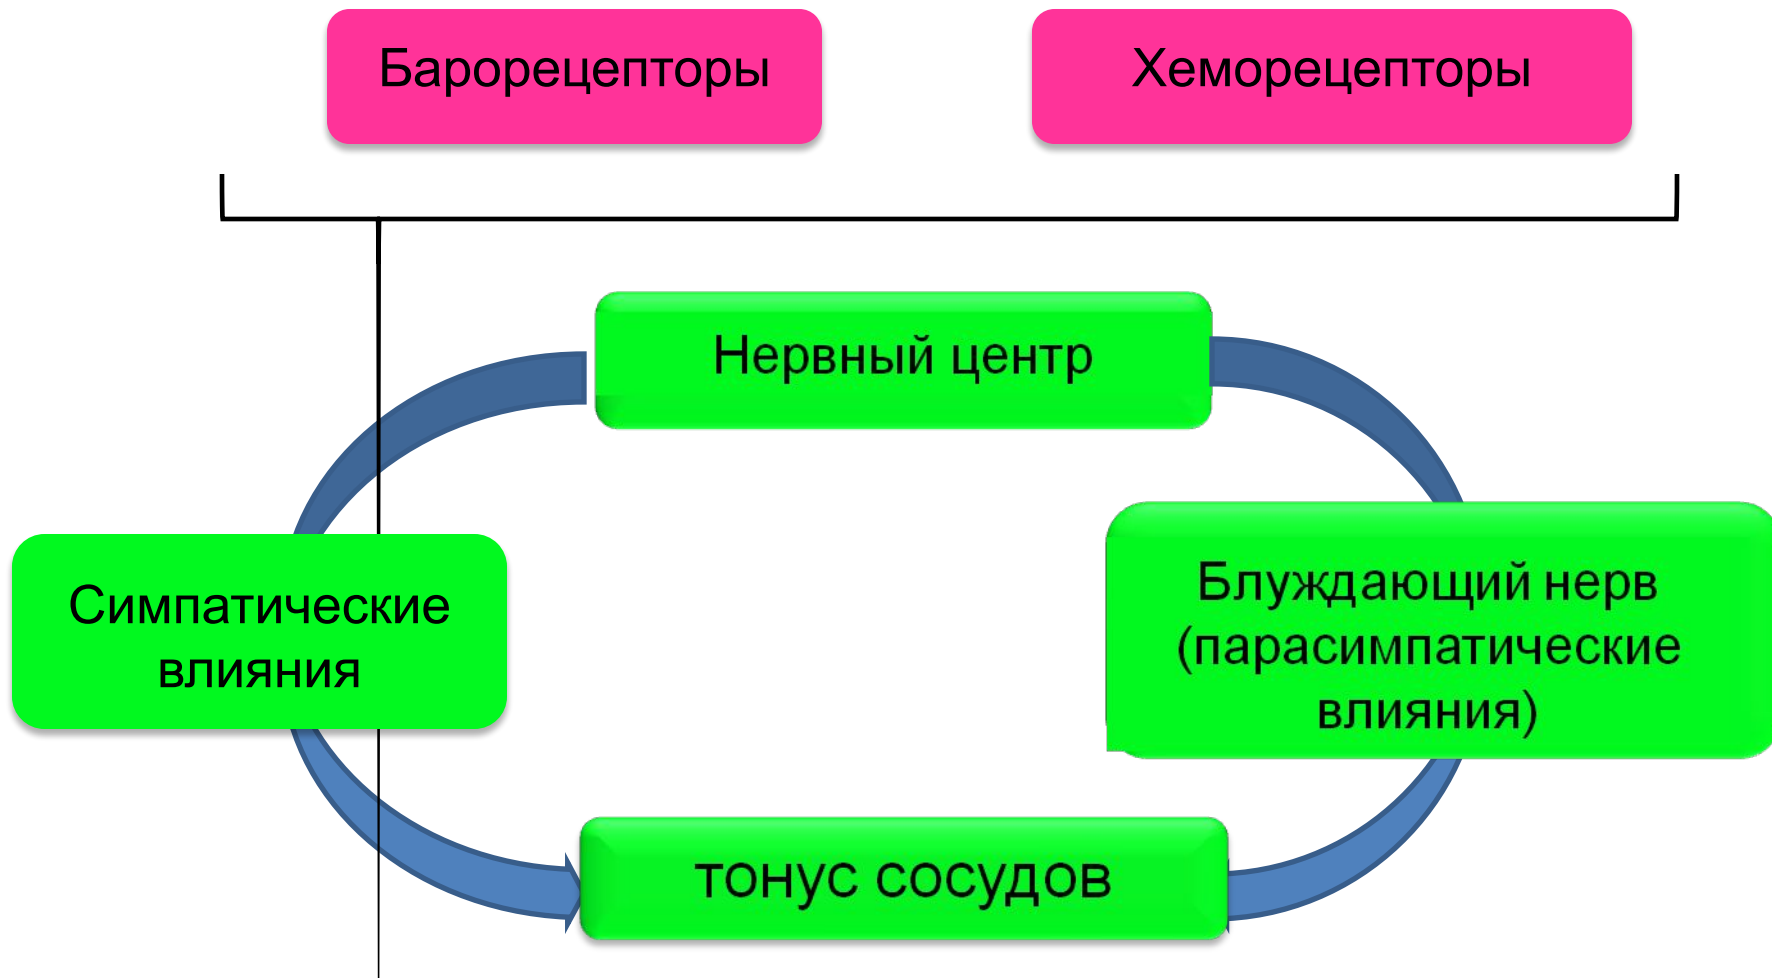 Барорецепторы
Хеморецепторы
Нервный центр
Симпатические
влияния
Блуждающий нерв
(парасимпатические
влияния)
тонус сосудов